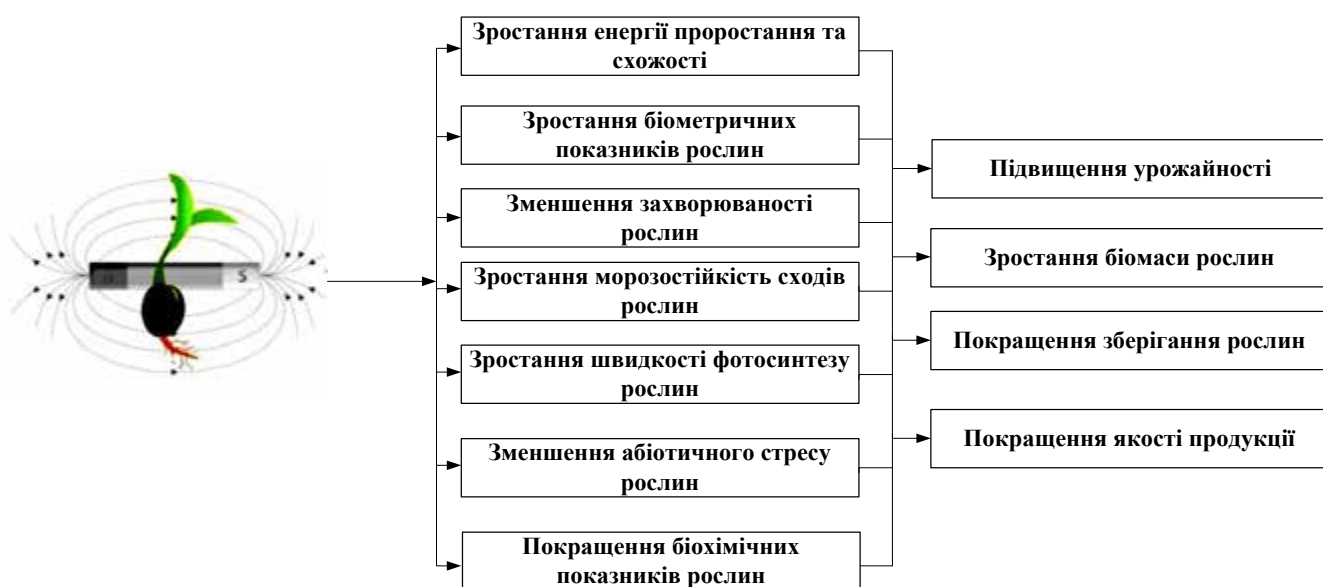 Зростання енергії проростання та
схожості
Зростання біометричних
показників рослин
Зменшення захворюваності
рослин
Зростання морозостійкість сходів
рослин
Зростання швидкості фотосинтезу
рослин
Зменшення абіотичного стресу
рослин
Покращення біохімічних
показників рослин
Підвищення урожайності
Зростання біомаси рослин
Покращення зберігання рослин
Покращення якості продукції
S